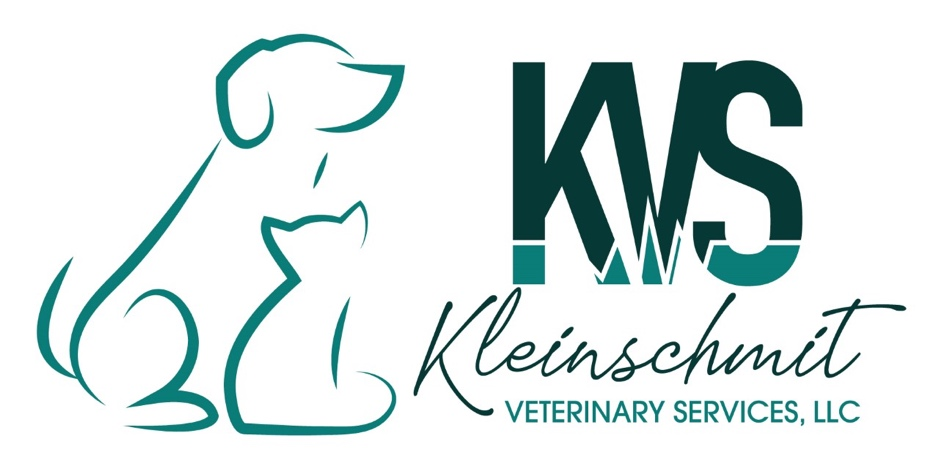 KVS
Kleinschmit
VETERINARY SERVICES, LLC